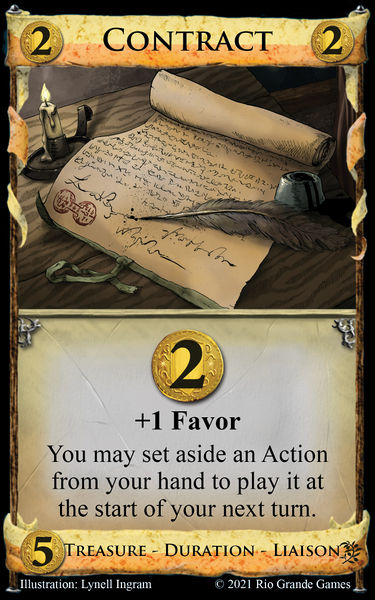 2 CONTRACT 2
2
+1 Favor
You may set aside an Action
from your hand to play it at
the start of your next turn.
5 TREASURE - DURATION - LIAISON
Illustration: Lynell Ingram © 2021 Rio Grande Games